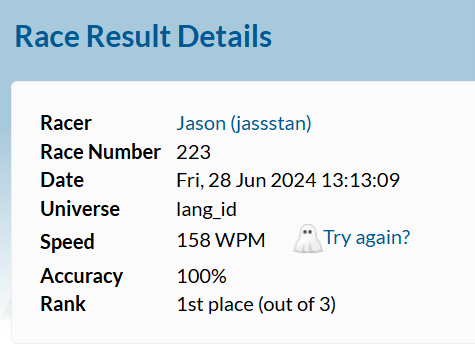 Race Result Details
Racer Jason (jassstan)
Race Number 223
Date Fri, 28 Jun 2024 13:13:09
Universe lang_id
Speed 158 WPM Try again?
Accuracy 100%
Rank 1st place (out of 3)